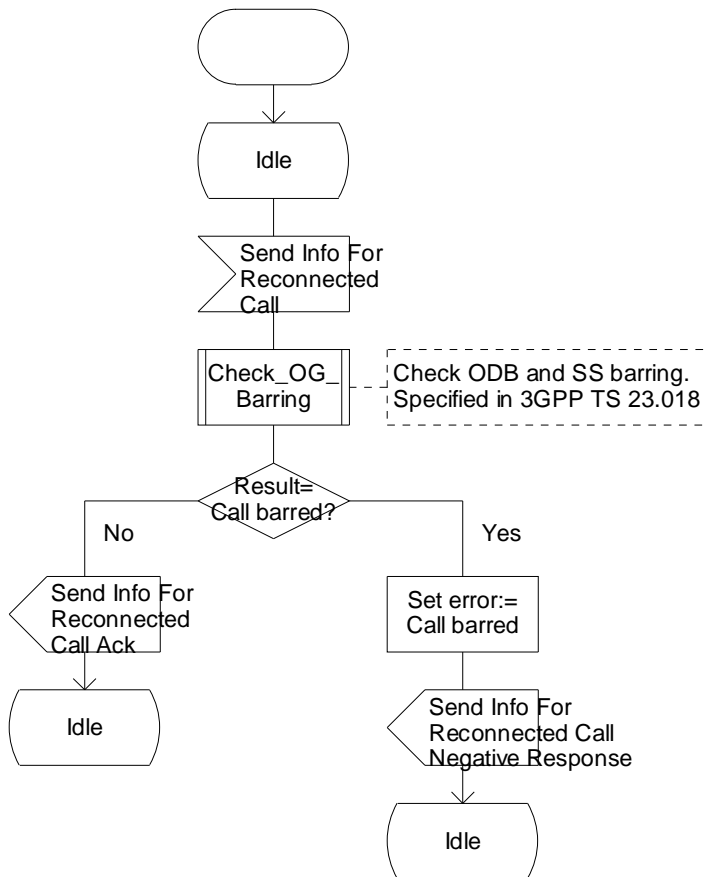 Idle
Send Info For
Reconnected
Call
Check_OG_
Barring
Check ODB and SS barring.
Specified in 3GPP TS 23.018
Result=
Call barred?
No
Yes
Send Info For
Reconnected
Call Ack
Set error:=
Call barred
Idle
Send Info For
Reconnected Call
Negative Response
Idle